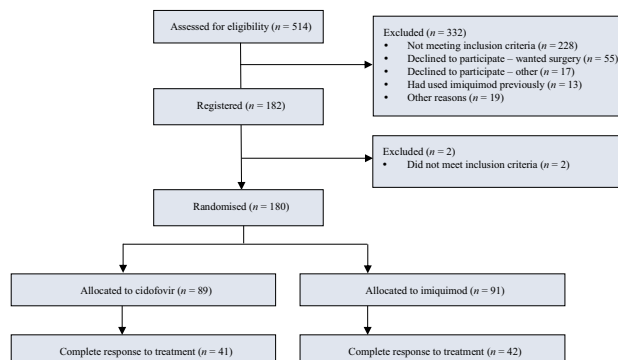 Assessed for eligibility (n = 514)
Excluded (n = 332)
• Not meeting inclusion criteria (n = 228)
• Declined to participate – wanted surgery (n = 55)
• Declined to participate – other (n = 17)
• Had used imiquimod previously (n = 13)
• Other reasons (n = 19)
Registered (n = 182)
Excluded (n = 2)
• Did not meet inclusion criteria (n = 2)
Randomised (n = 180)
Allocated to cidofovir (n = 89)
Allocated to imiquimod (n = 91)
Complete response to treatment (n = 41)
Complete response to treatment (n = 42)